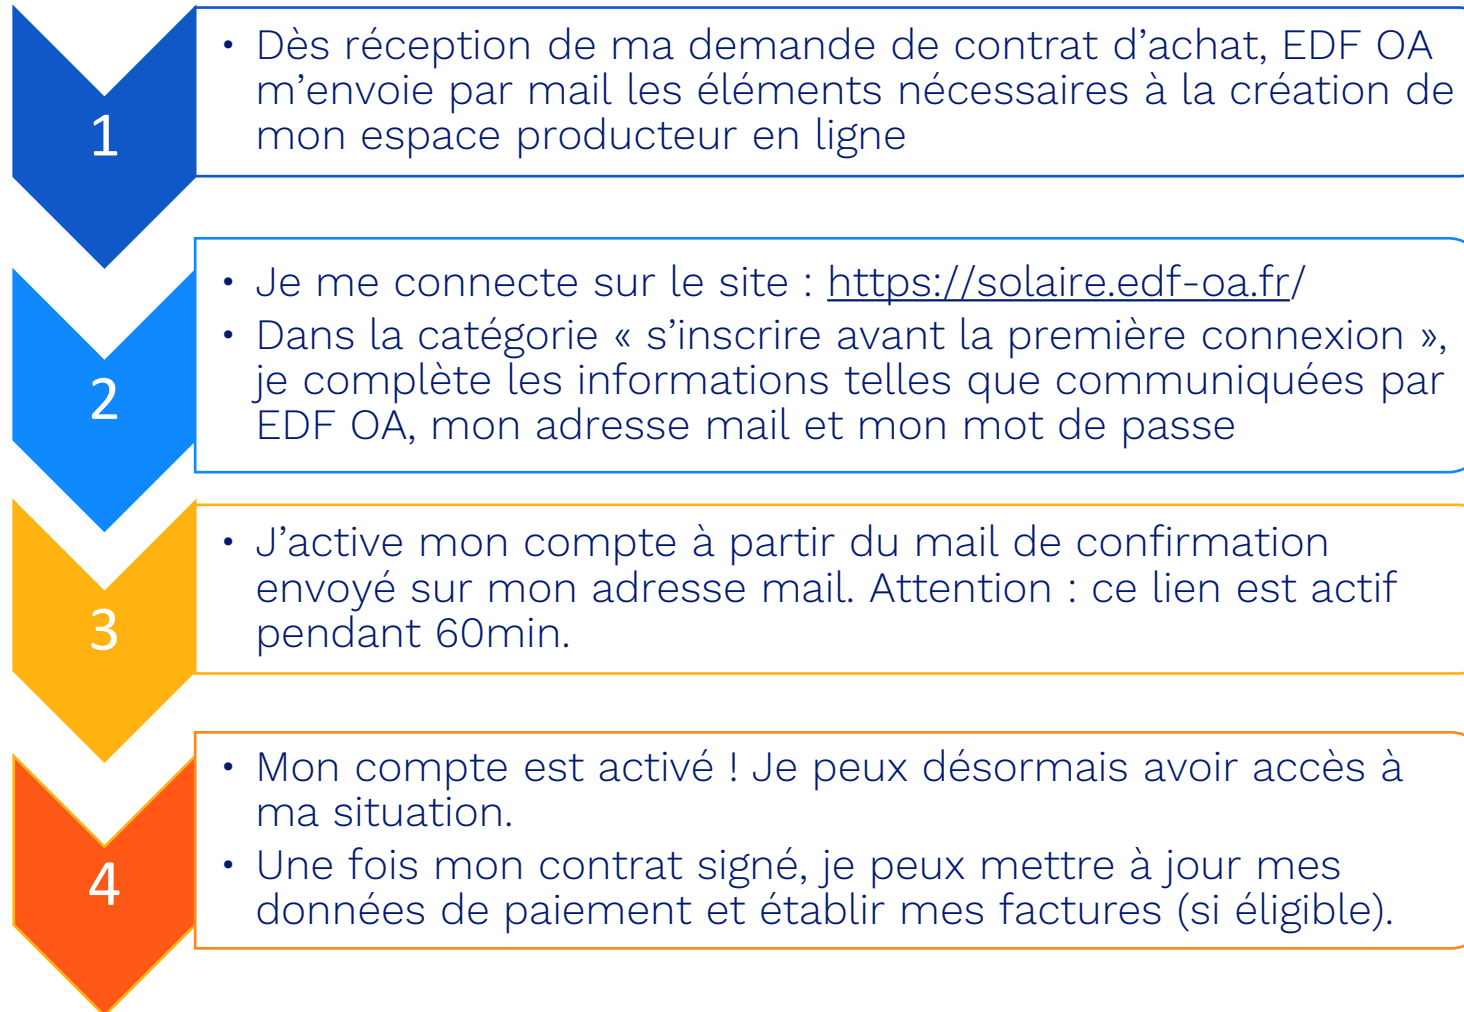 1
• Dès réception de ma demande de contrat d’achat, EDF OA
m’envoie par mail les éléments nécessaires à la création de
mon espace producteur en ligne
2
• Je me connecte sur le site : https://solaire.edf-oa.fr/
• Dans la catégorie « s’inscrire avant la première connexion »,
je complète les informations telles que communiquées par
EDF OA, mon adresse mail et mon mot de passe
3
• J’active mon compte à partir du mail de confirmation
envoyé sur mon adresse mail. Attention : ce lien est actif
pendant 60min.
4
• Mon compte est activé ! Je peux désormais avoir accès à
ma situation.
• Une fois mon contrat signé, je peux mettre à jour mes
données de paiement et établir mes factures (si éligible).